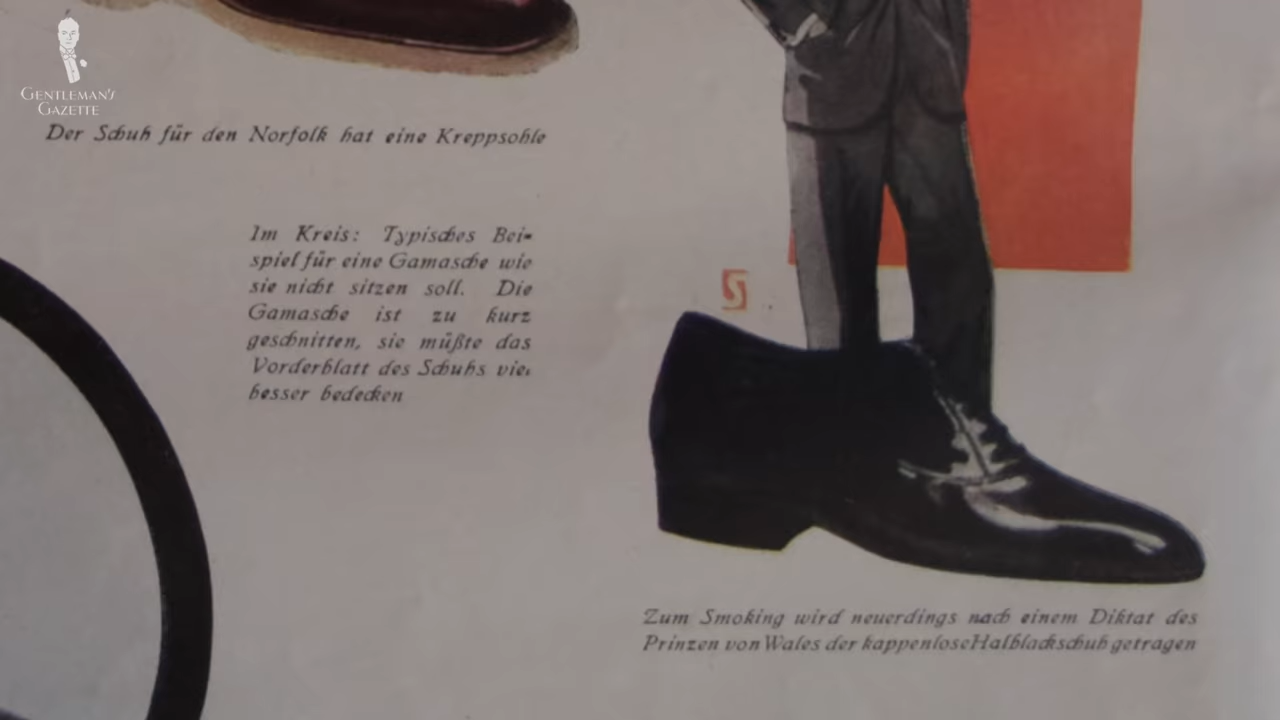 GENTLEMAN'S
GAZETTE
Der Schuh für den Norfolk hat eine Kreppsohle
Im Kreis: Typisches Bei-
spiel für eine Gamasche wie
sie nicht sitzen soll. Die
Gamasche ist zu kurz
geschnitten, sie müßte das
Vorderblatt des Schuhs viel
besser bedecken
S
Zum Smoking wird neuerdings nach einem Diktat des
Prinzen von Wales der kappenlose Halblackschuh getragen